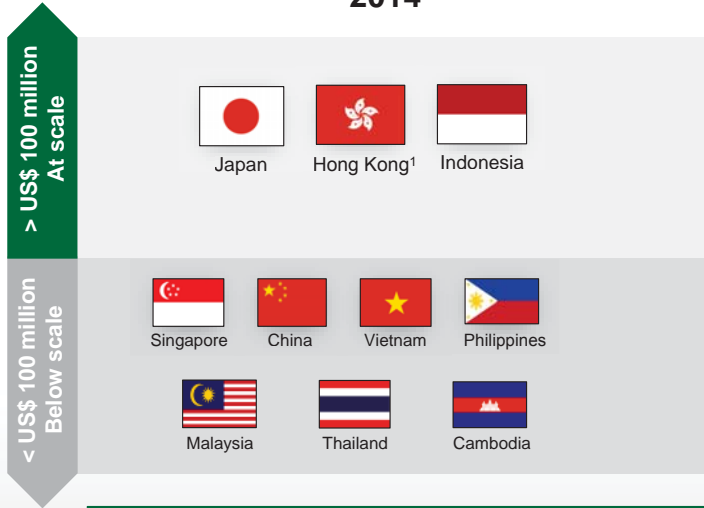 2014
> US$ 100 million
At scale
Japan
Hong Kong¹
Indonesia
< US$ 100 million
Below scale
Singapore
China
Vietnam
Philippines
Malaysia
Thailand
Cambodia